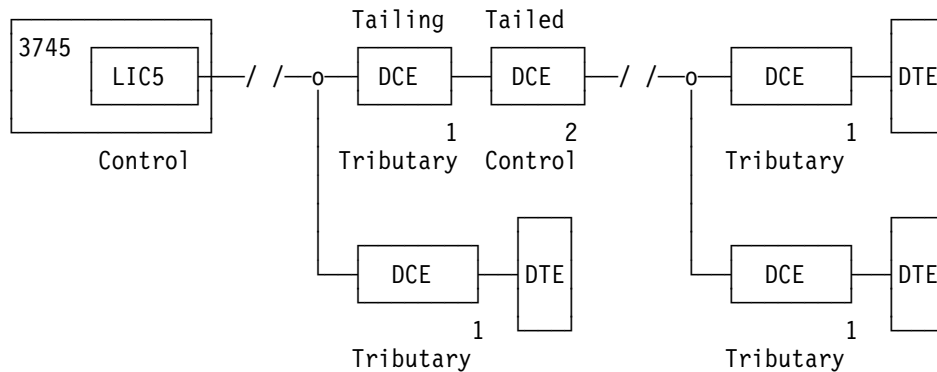 Tailing Tailed
3745
LIC5 / / o DCE DCE / / o DCE DTE
1 2 1
Control Tributary Control Tributary
DCE DTE DCE DTE
1 1
Tributary Tributary